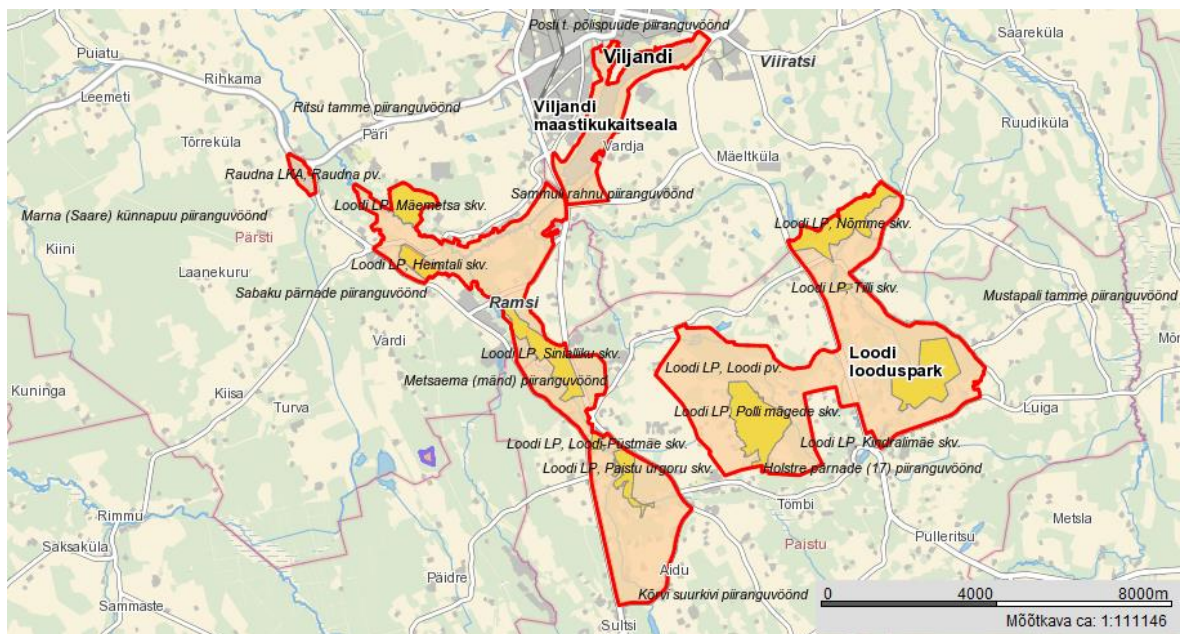 Posti t. põlispuude piiranguvöönd
Saareküla
Puiatu
Viljandi
Viiratsi
Rihkama
Leemeti
Ritsu tamme piiranguvöönd
Viljandi
maastikukaitseala
Ruudiküla
Päri
Tõrreküla
Vardja
Mäeltküla
Raudna LKA, Raudna pv.
Sammuli rahnu piiranguvöönd
Loodi LP, Mäemetsa skv.
Marna (Saare) künnapuu piiranguvöönd
Loodi LP, Nõmme skv.
Pärsti
Kiini
Loodi LP, Heimtali skv.
Laanekuru
Loodi LP, Tilli skv.
Sabaku pärnade piiranguvöönd
Mustapali tamme piiranguvöönd
Ramsi
Vardi
Loodi LP, Sinialliku skv.
Loodi
looduspark
Loodi LP, Loodi pv.
Metsaema (mänd) piiranguvöönd
Kuninga
Kiisa
Turva
Loodi LP, Polli mägede skv.
Luiga
Loodi LP, Loodi-Püstmäe skv.
Loodi LP, Kindralimäe skv.
Loodi LP, Paistu ürgoru skv.
Holstre pärnade (17) piiranguvöönd
Tömbi
Rimmu
Metsla
Saksaküla
Pulleritsu
Paistu
Aidu
Päidre
Kõrvi suurkivi piiranguvöönd
Sammaste
Sultsi
0 4000 8000m
Mõõtkava ca: 1:111146